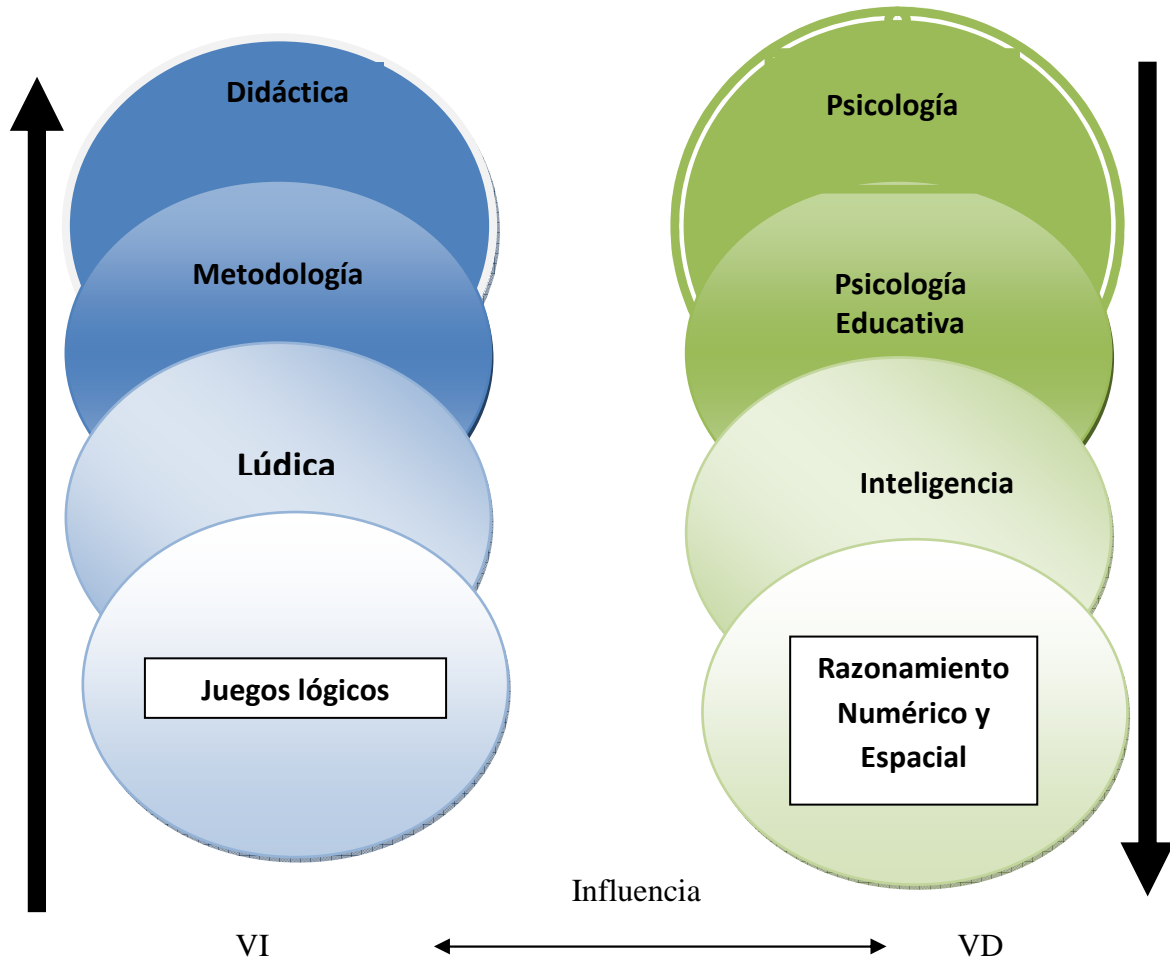 Didáctica
Metodología
Lúdica
Juegos lógicos
Psicología
Psicología
Educativa
Inteligencia
Razonamiento
Numérico y
Espacial
Influencia
VI
VD